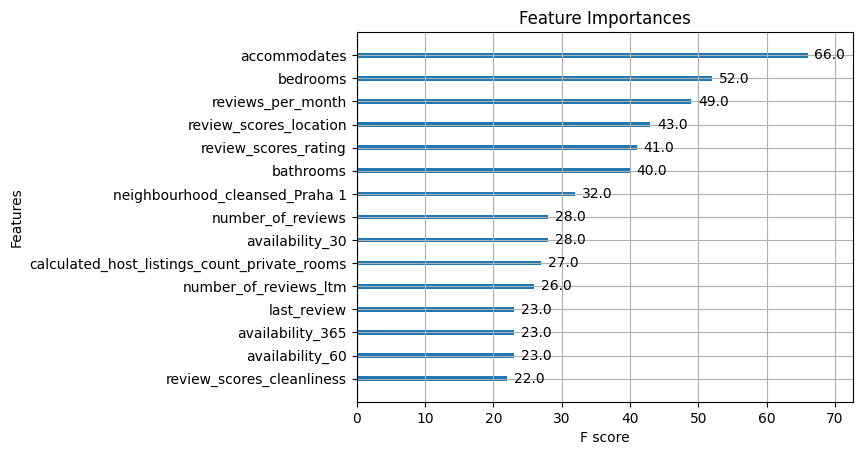 Feature Importances
accommodates 66.0
bedrooms 52.0
reviews_per_month 49.0
review_scores_location 43.0
review_scores_rating 41.0
bathrooms 40.0
neighbourhood_cleansed_Praha 1 32.0
number_of_reviews 28.0
availability_30 28.0
calculated_host_listings_count_private_rooms 27.0
number_of_reviews_ltm 26.0
last_review 23.0
availability_365 23.0
availability_60 23.0
review_scores_cleanliness 22.0
Features
0 10 20 30 40 50 60 70
F score